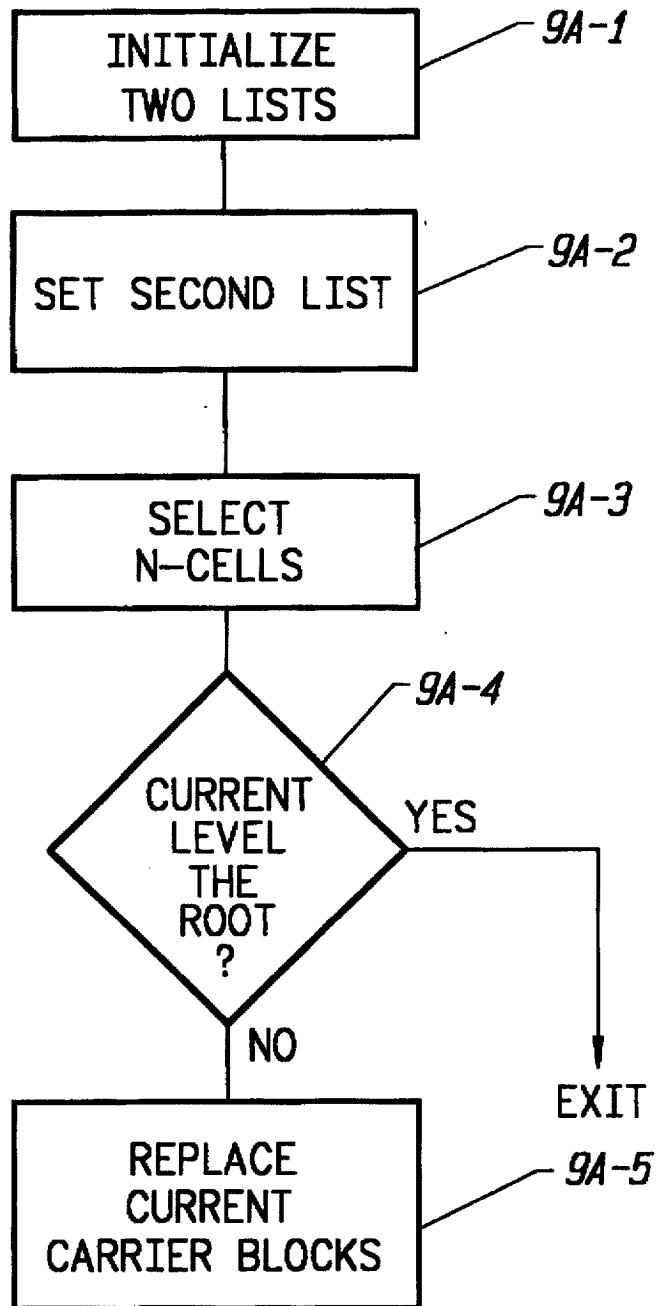 INITIALIZE
TWO LISTS
9A-1
SET SECOND LIST
9A-2
SELECT
N-CELLS
9A-3
CURRENT
LEVEL
THE
ROOT
?
9A-4
YES
NO
EXIT
REPLACE
CURRENT
CARRIER BLOCKS
9A-5